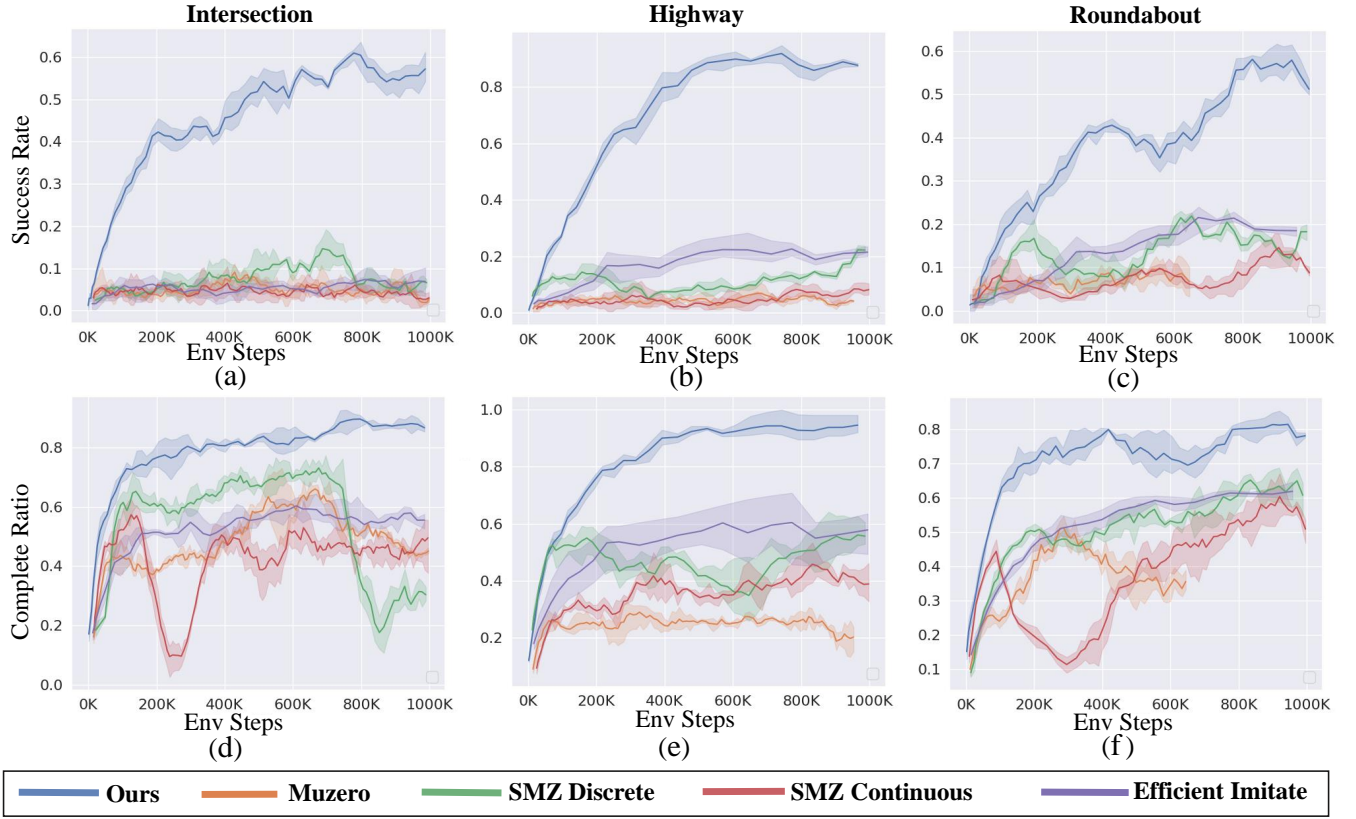 Intersection
Highway
Roundabout
Success Rate
0.6
0.5
0.4
0.3
0.2
0.1
0.0
0K 200K 400K 600K 800K 1000K
Env Steps
(a)
0.8
0.6
0.4
0.2
0.0
0K 200K 400K 600K 800K 1000K
Env Steps
(b)
0.6
0.5
0.4
0.3
0.2
0.1
0.0
0K 200K 400K 600K 800K 1000K
Env Steps
(c)
Complete Ratio
0.8
0.6
0.4
0.2
0.0
0K 200K 400K 600K 800K 1000K
Env Steps
(d)
1.0
0.8
0.6
0.4
0.2
0K 200K 400K 600K 800K 1000K
Env Steps
(e)
0.8
0.7
0.6
0.5
0.4
0.3
0.2
0.1
0K 200K 400K 600K 800K 1000K
Env Steps
(f)
Ours Muzero SMZ Discrete SMZ Continuous Efficient Imitate